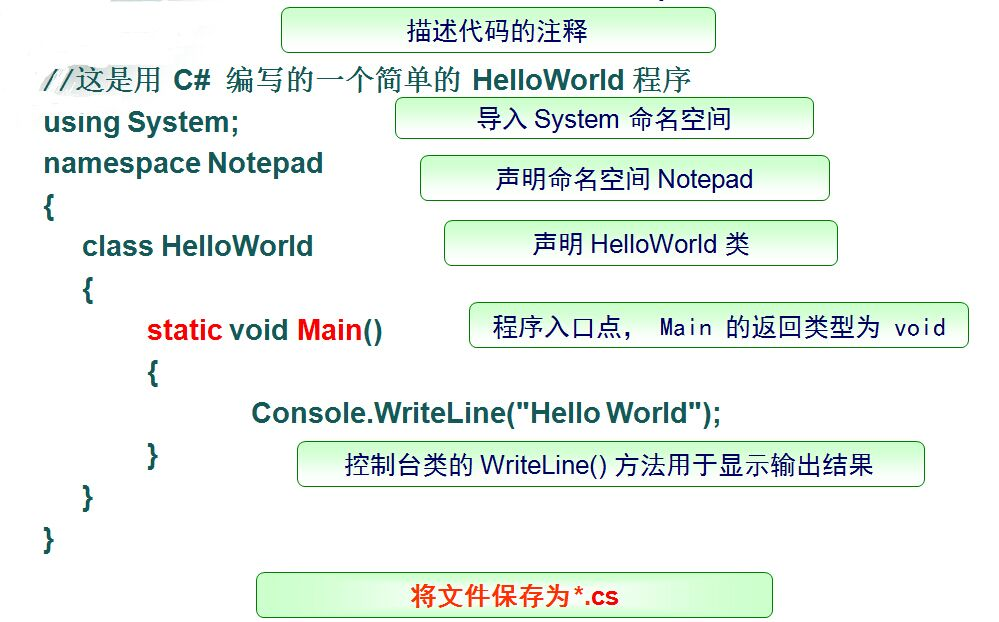 描述代码的注释
//这是用 C# 编写的一个简单的 HelloWorld 程序
using System;
导入 System 命名空间
namespace Notepad
声明命名空间 Notepad
{
class HelloWorld
声明 HelloWorld 类
{
static void Main()
程序入口点， Main 的返回类型为 void
{
Console.WriteLine("Hello World");
}
控制台类的 WriteLine() 方法用于显示输出结果
}
}
将文件保存为*.cs